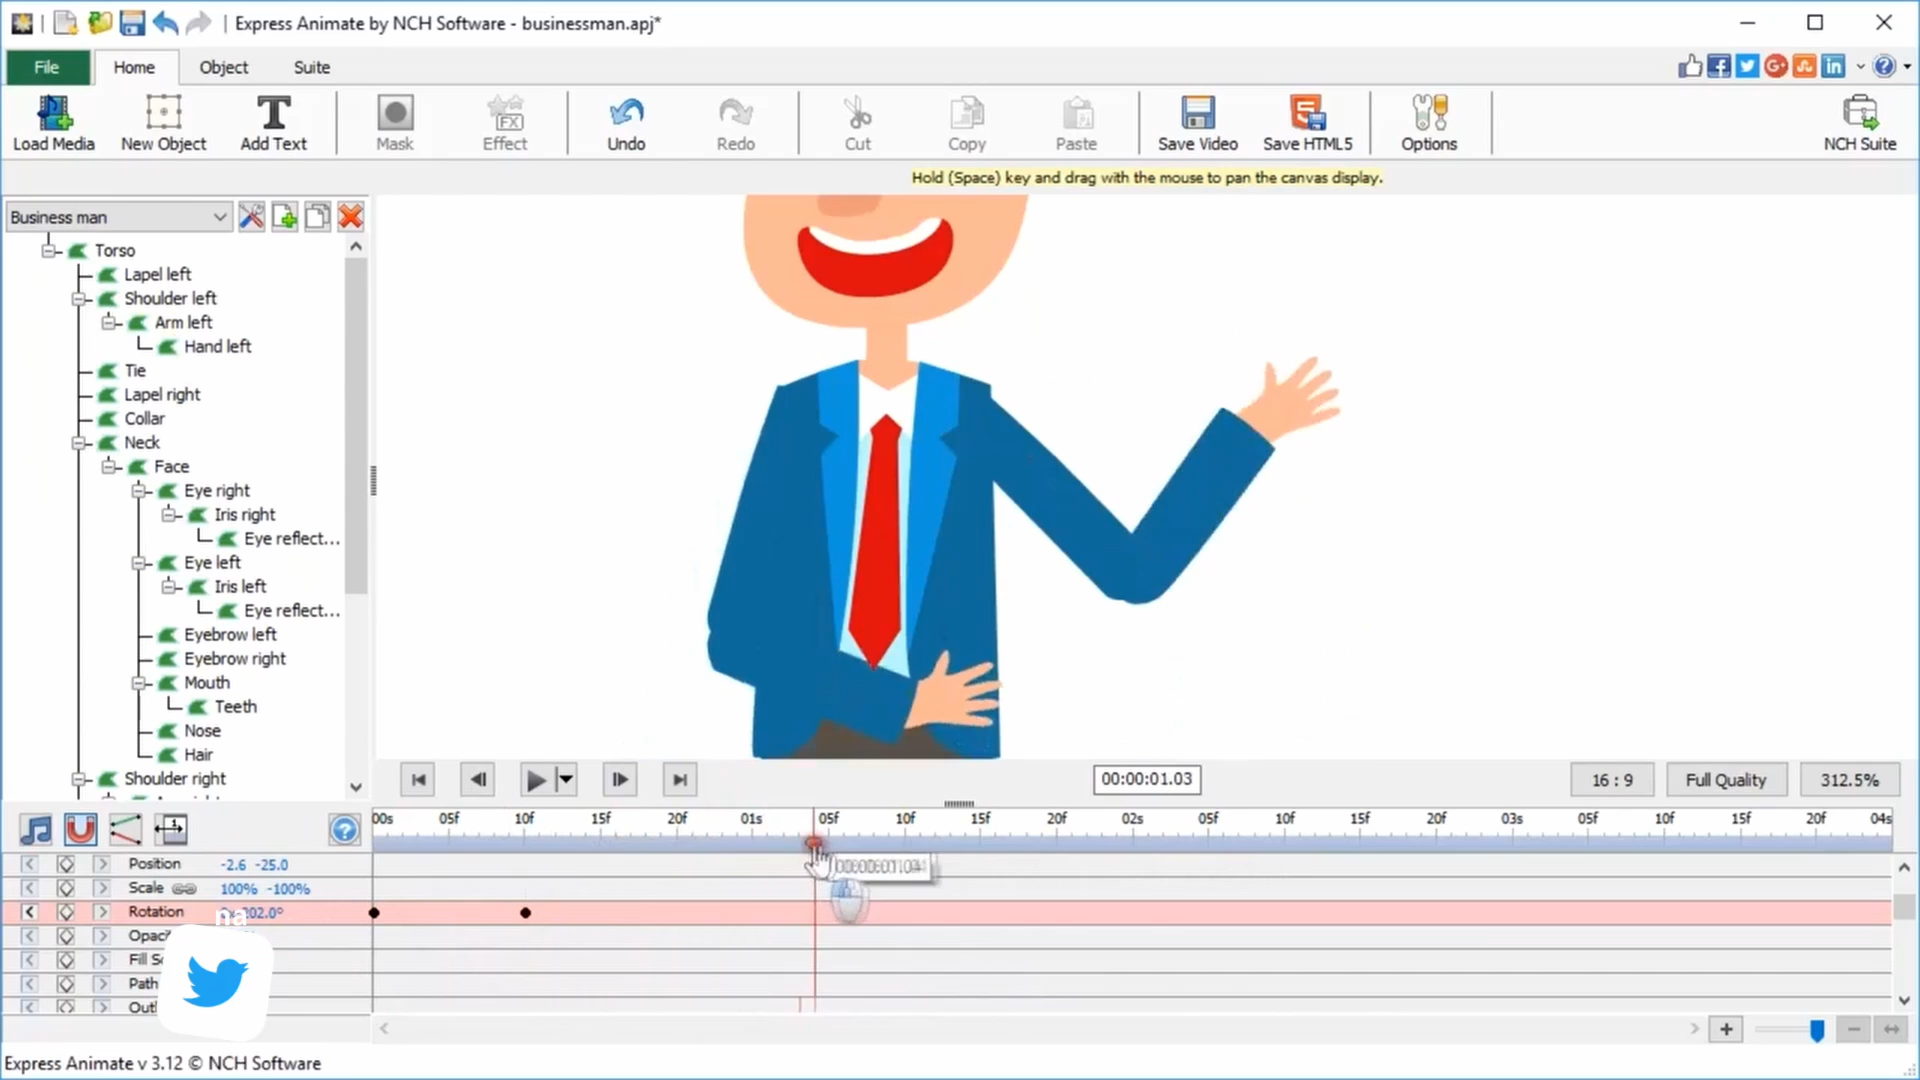 Express Animate by NCH Software - businessman.apj*
File Home Object Suite
Load Media New Object Add Text Mask Effect Undo Redo Cut Copy Paste Save Video Save HTML5 Options NCH Suite
Hold (Space) key and drag with the mouse to pan the canvas display.
Business man
Torso
Lapel left
Shoulder left
Arm left
Hand left
Tie
Lapel right
Collar
Neck
Face
Eye right
Iris right
Eye reflect...
Eye left
Iris left
Eye reflect...
Eyebrow left
Eyebrow right
Mouth
Teeth
Nose
Hair
Shoulder right
00:00:01.03 16 : 9 Full Quality 312.5%
00s 05f 10f 15f 20f 01s 05f 10f 15f 20f 02s 05f 10f 15f 20f 03s 05f 10f 15f 20f 04s
Position -2.6 -25.0
Scale 100% -100%
Rotation
na
Opac
Fill
Path
Outl
Express Animate v 3.12 © NCH Software